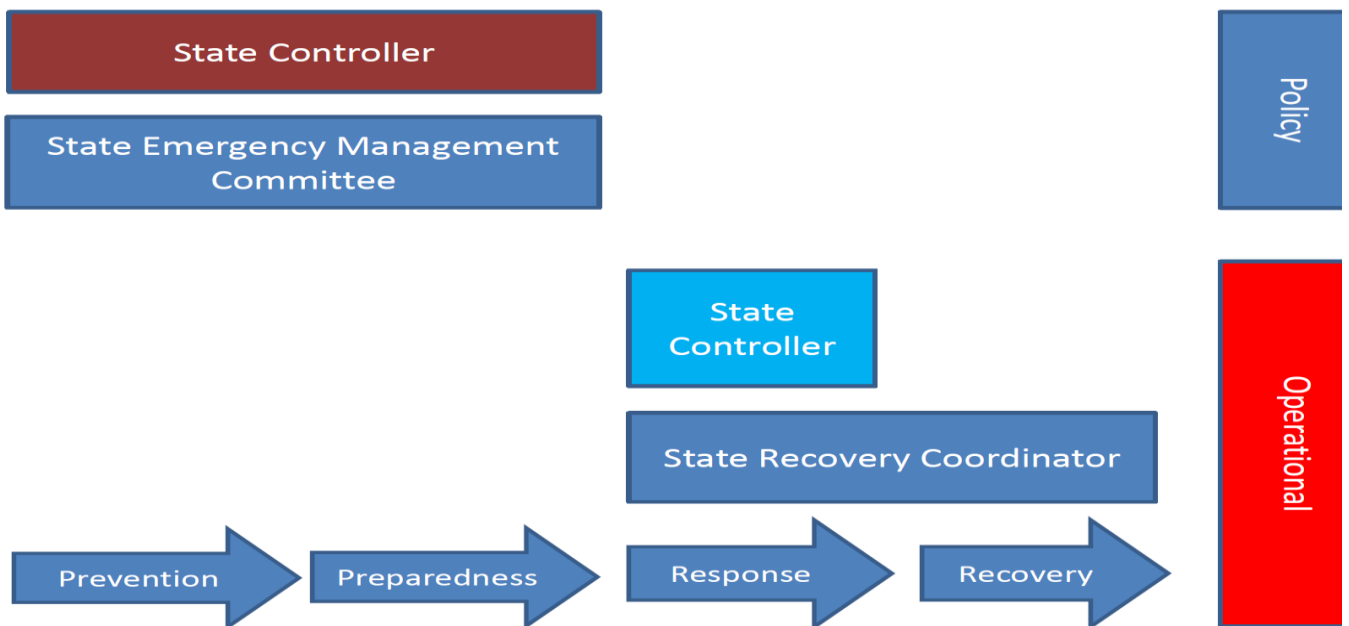 State Controller
Policy
State Emergency Management
Committee
State
Controller
Operational
State Recovery Coordinator
Prevention
Preparedness
Response
Recovery